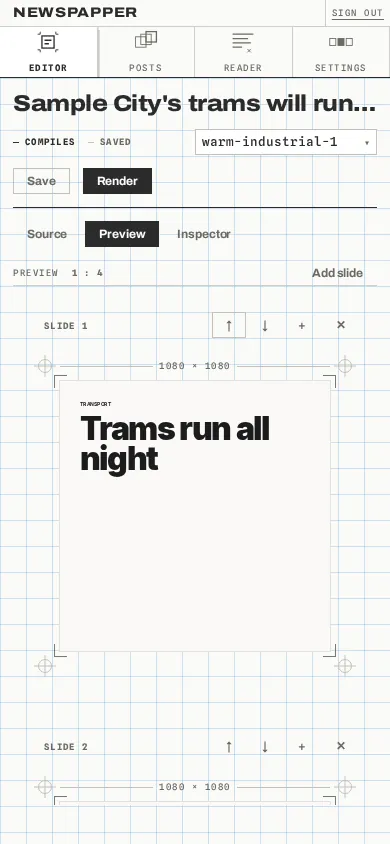 NEWSPAPPER
SIGN OUT
EDITOR
POSTS
READER
SETTINGS
Sample City's trams will run...
COMPILES
SAVED
warm-industrial-1
Save
Render
Source
Preview
Inspector
PREVIEW 1 : 4
Add slide
SLIDE 1
↑ ↓ + ×
1080 × 1080
TRANSPORT
Trams run all
night
SLIDE 2
↑ ↓ + ×
1080 × 1080